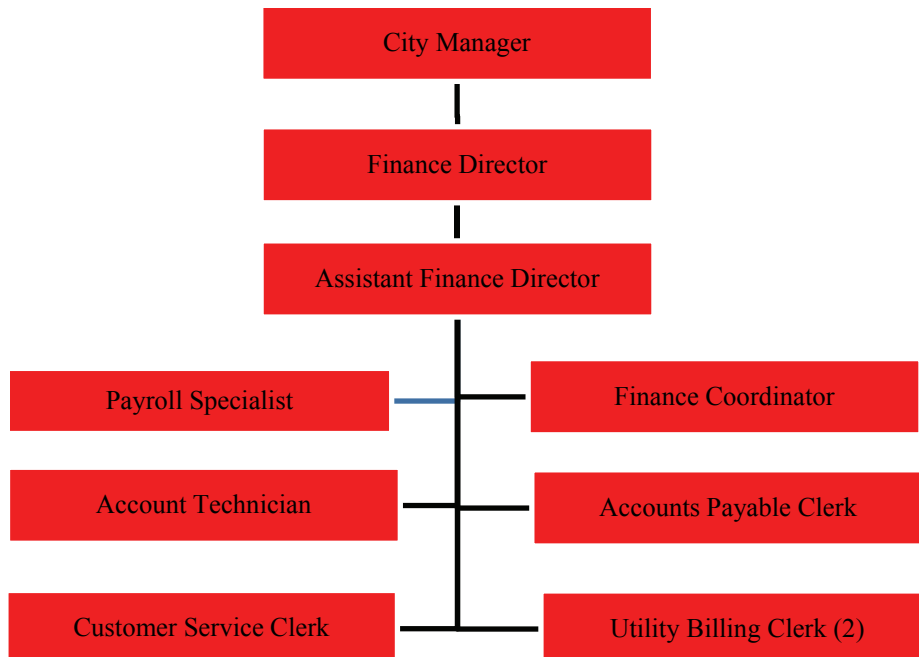 City Manager
Finance Director
Assistant Finance Director
Payroll Specialist
Finance Coordinator
Account Technician
Accounts Payable Clerk
Customer Service Clerk
Utility Billing Clerk (2)